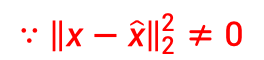 ∵ ‖x − x̂‖₂² ≠ 0